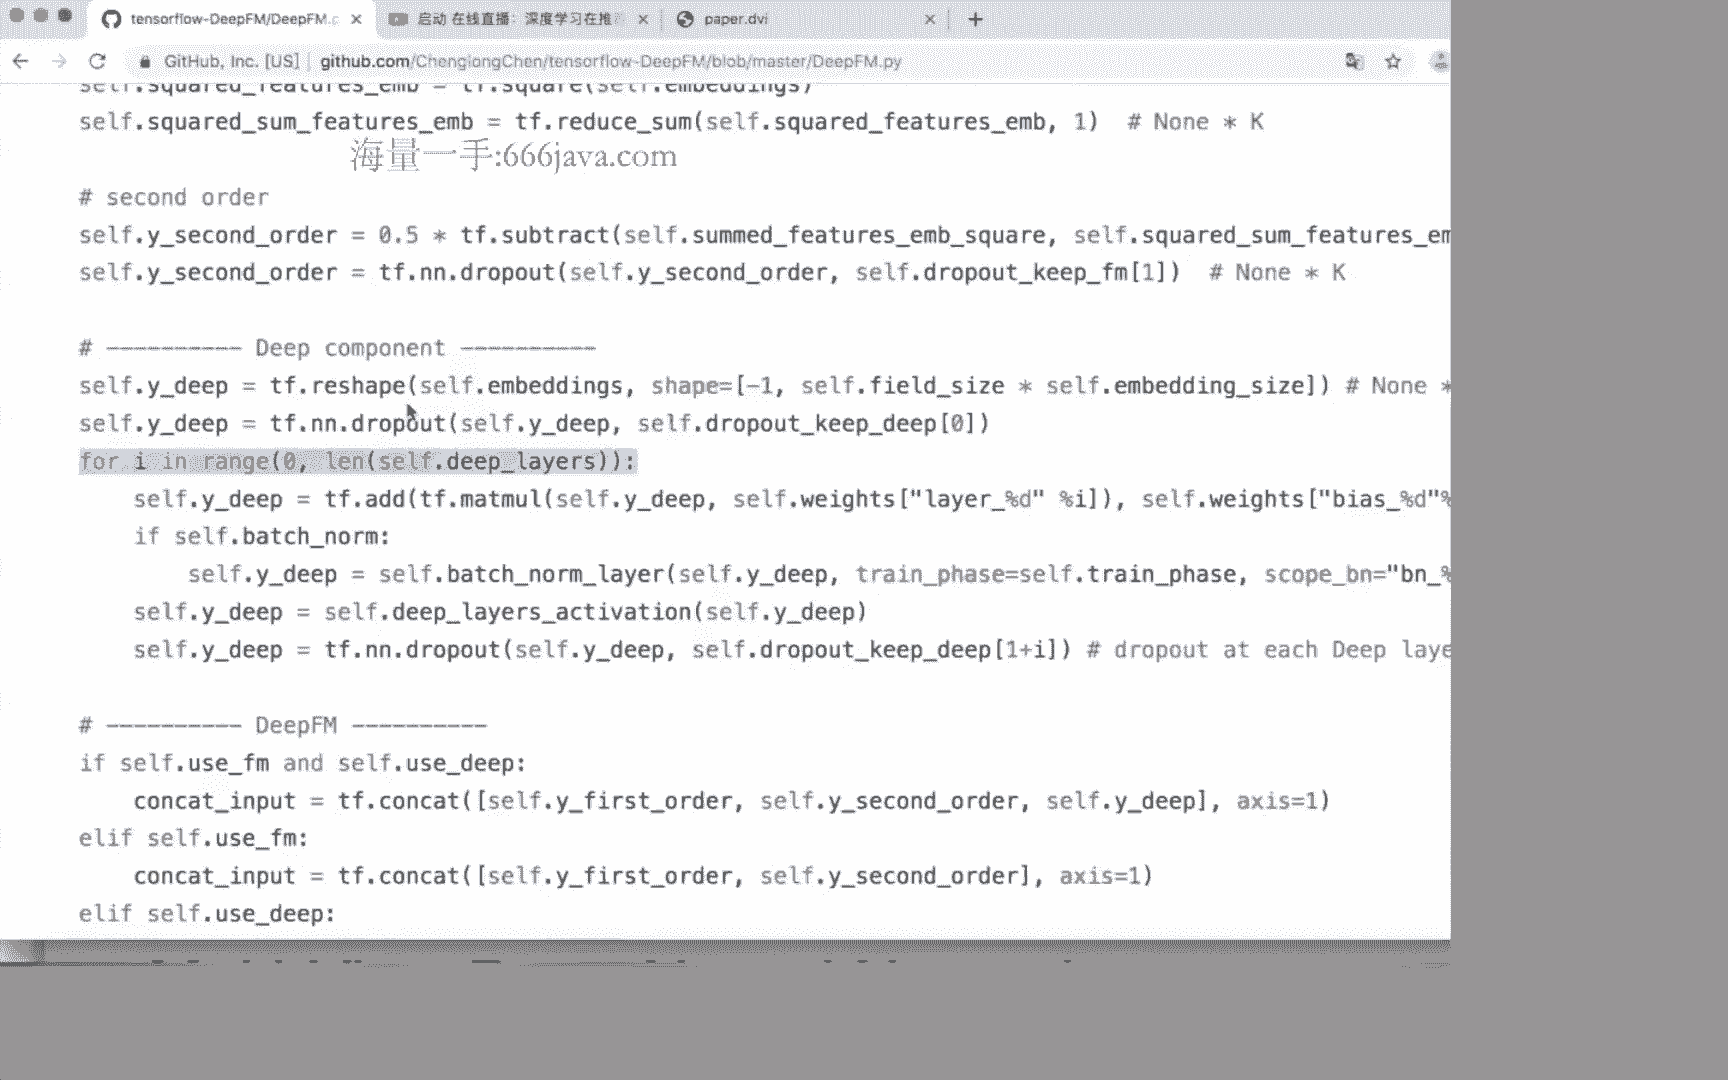 tensorflow-DeepFM/DeepFM.p
启动 在线直播：深度学习在推
paper.dvi
GitHub, Inc. [US] | github.com/ChenglongChen/tensorflow-DeepFM/blob/master/DeepFM.py
self.squared_features_emb = tf.square(self.embeddings)
self.squared_sum_features_emb = tf.reduce_sum(self.squared_features_emb, 1)  # None * K
海量一手:666java.com
# second order
self.y_second_order = 0.5 * tf.subtract(self.summed_features_emb_square, self.squared_sum_features_em
self.y_second_order = tf.nn.dropout(self.y_second_order, self.dropout_keep_fm[1])  # None * K
# ---------- Deep component ----------
self.y_deep = tf.reshape(self.embeddings, shape=[-1, self.field_size * self.embedding_size]) # None *
self.y_deep = tf.nn.dropout(self.y_deep, self.dropout_keep_deep[0])
for i in range(0, len(self.deep_layers)):
self.y_deep = tf.add(tf.matmul(self.y_deep, self.weights["layer_%d" %i]), self.weights["bias_%d"%
if self.batch_norm:
self.y_deep = self.batch_norm_layer(self.y_deep, train_phase=self.train_phase, scope_bn="bn_%
self.y_deep = self.deep_layers_activation(self.y_deep)
self.y_deep = tf.nn.dropout(self.y_deep, self.dropout_keep_deep[1+i]) # dropout at each Deep laye
# ---------- DeepFM ----------
if self.use_fm and self.use_deep:
concat_input = tf.concat([self.y_first_order, self.y_second_order, self.y_deep], axis=1)
elif self.use_fm:
concat_input = tf.concat([self.y_first_order, self.y_second_order], axis=1)
elif self.use_deep: